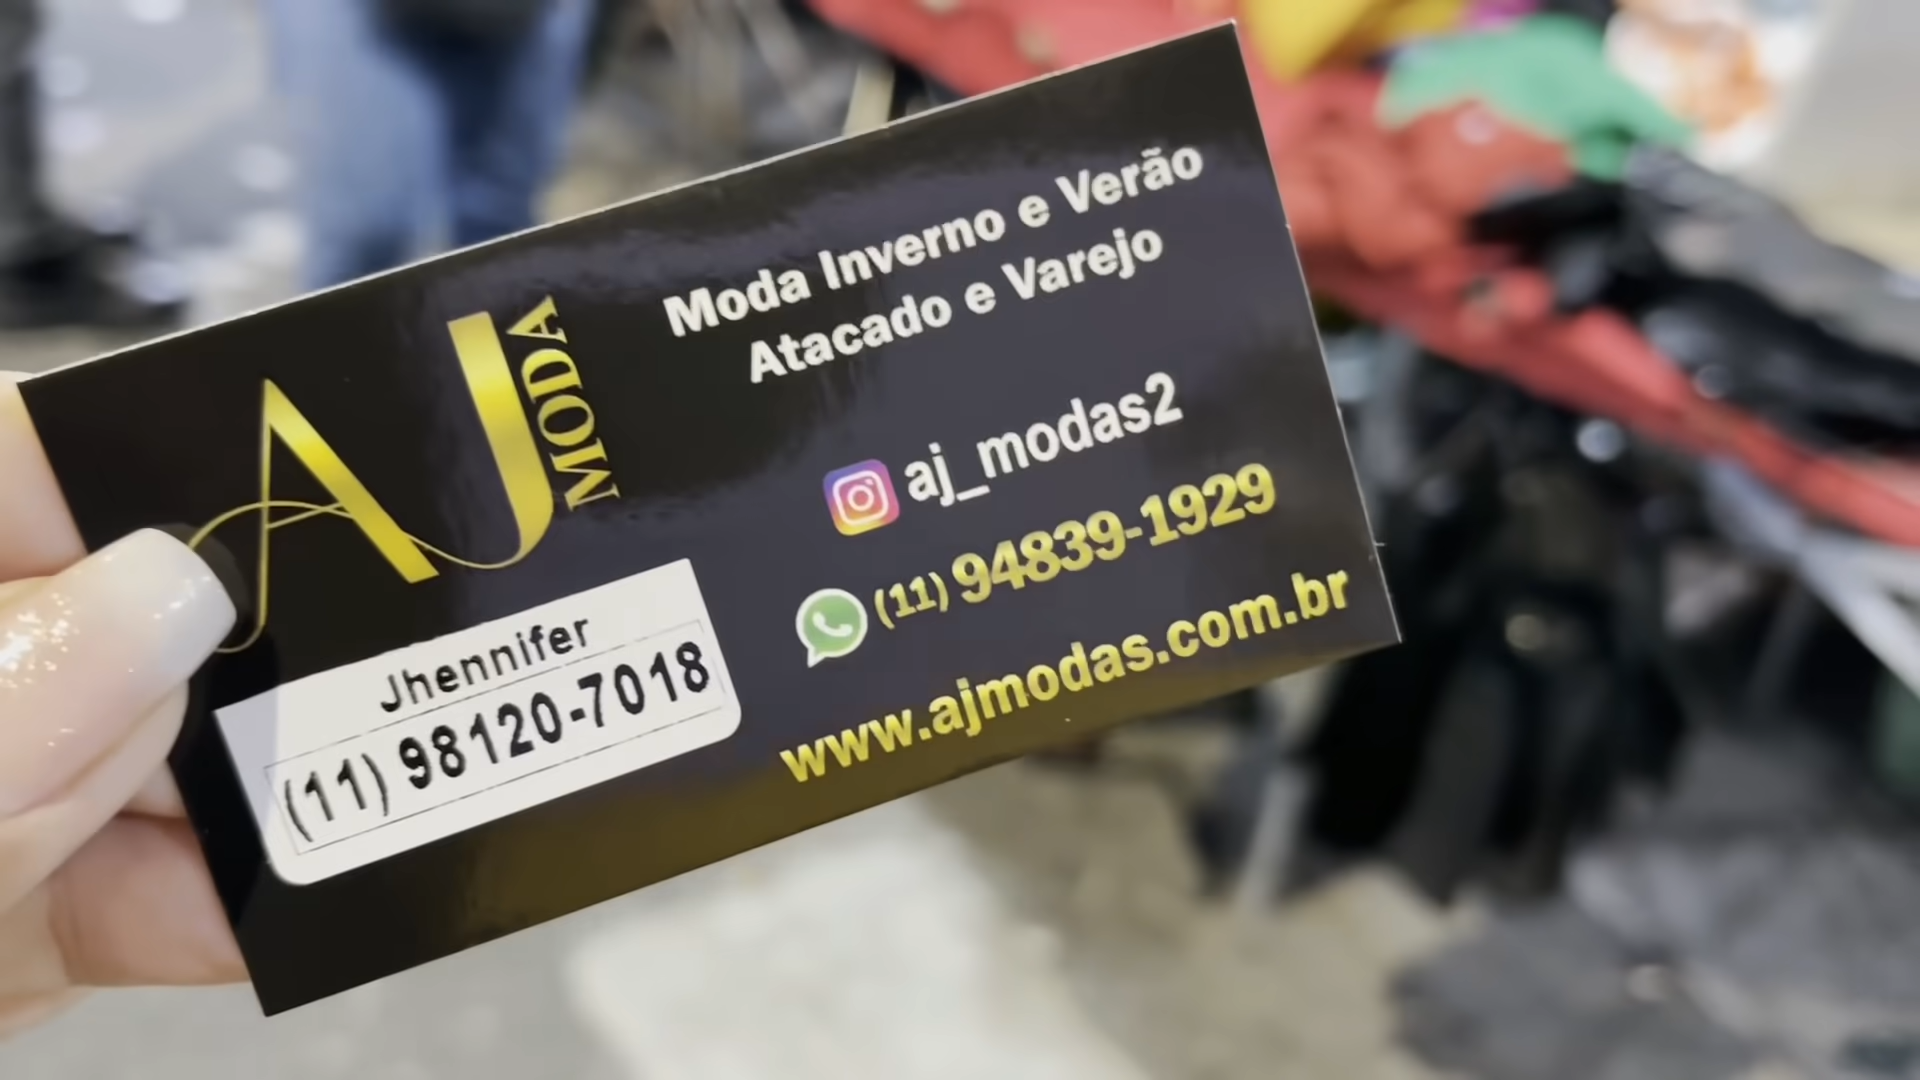 AJ
MODA
Moda Inverno e Verão
Atacado e Varejo
aj_modas2
(11) 94839-1929
www.ajmodas.com.br
Jhennifer
(11) 98120-7018